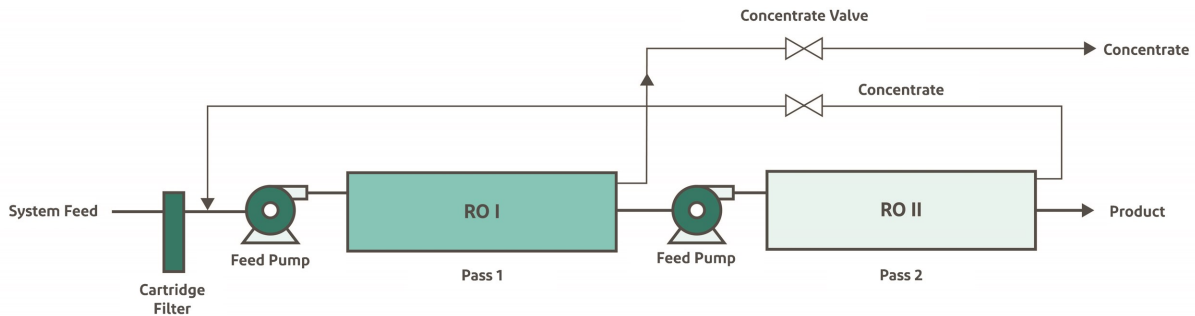 Concentrate Valve
Concentrate
Concentrate
System Feed
RO I
RO II
Product
Feed Pump
Feed Pump
Pass 1
Pass 2
Cartridge
Filter